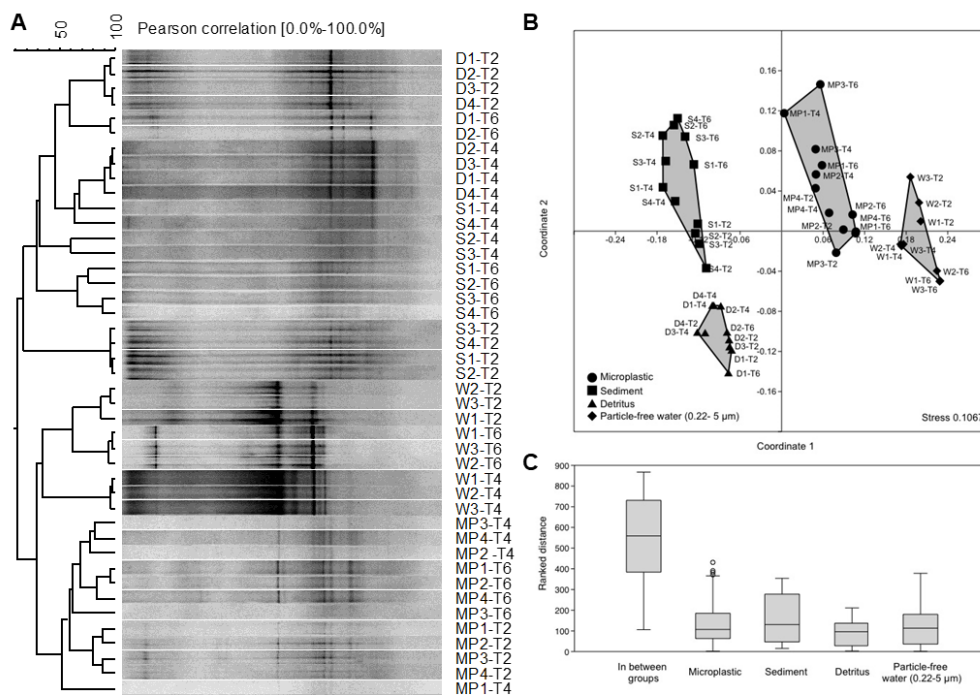 A
50
100
Pearson correlation [0.0%-100.0%]
D1-T2
D2-T2
D3-T2
D4-T2
D1-T6
D2-T6
D2-T4
D3-T4
D1-T4
D4-T4
S1-T4
S4-T4
S2-T4
S3-T4
S1-T6
S2-T6
S3-T6
S4-T6
S3-T2
S4-T2
S1-T2
S2-T2
W2-T2
W3-T2
W1-T2
W1-T6
W3-T6
W2-T6
W1-T4
W2-T4
W3-T4
MP3-T4
MP4-T4
MP2 -T4
MP1-T6
MP2-T6
MP4-T6
MP3-T6
MP1-T2
MP2-T2
MP3-T2
MP4-T2
MP1-T4
B
0.16
0.12
0.08
0.04
-0.04
-0.08
-0.12
-0.16
-0.24
-0.18
-0.12
-0.06
0.06
0.12
0.18
0.24
Coordinate 2
Coordinate 1
MP3-T6
MP1-T4
MP3-T4
MP1-T6
MP2-T4
MP4-T2
MP4-T4
MP2-T6
MP4-T6
MP2-T2
MP1-T6
MP3-T2
S4-T6
S2-T6
S2-T4
S3-T6
S3-T4
S1-T6
S1-T4
S4-T4
S1-T2
S2-T2
S3-T2
S4-T2
W3-T2
W2-T2
W1-T2
W2-T4
W3-T4
W1-T4
W2-T6
W1-T6
W3-T6
D4-T4
D1-T4
D2-T4
D4-T2
D3-T4
D2-T6
D2-T2
D3-T2
D1-T2
D1-T6
Microplastic
Sediment
Detritus
Particle-free water (0.22- 5 µm)
Stress 0.1067
C
900
800
700
600
500
400
300
200
100
0
Ranked distance
In between
groups
Microplastic
Sediment
Detritus
Particle-free
water (0.22-5 µm)